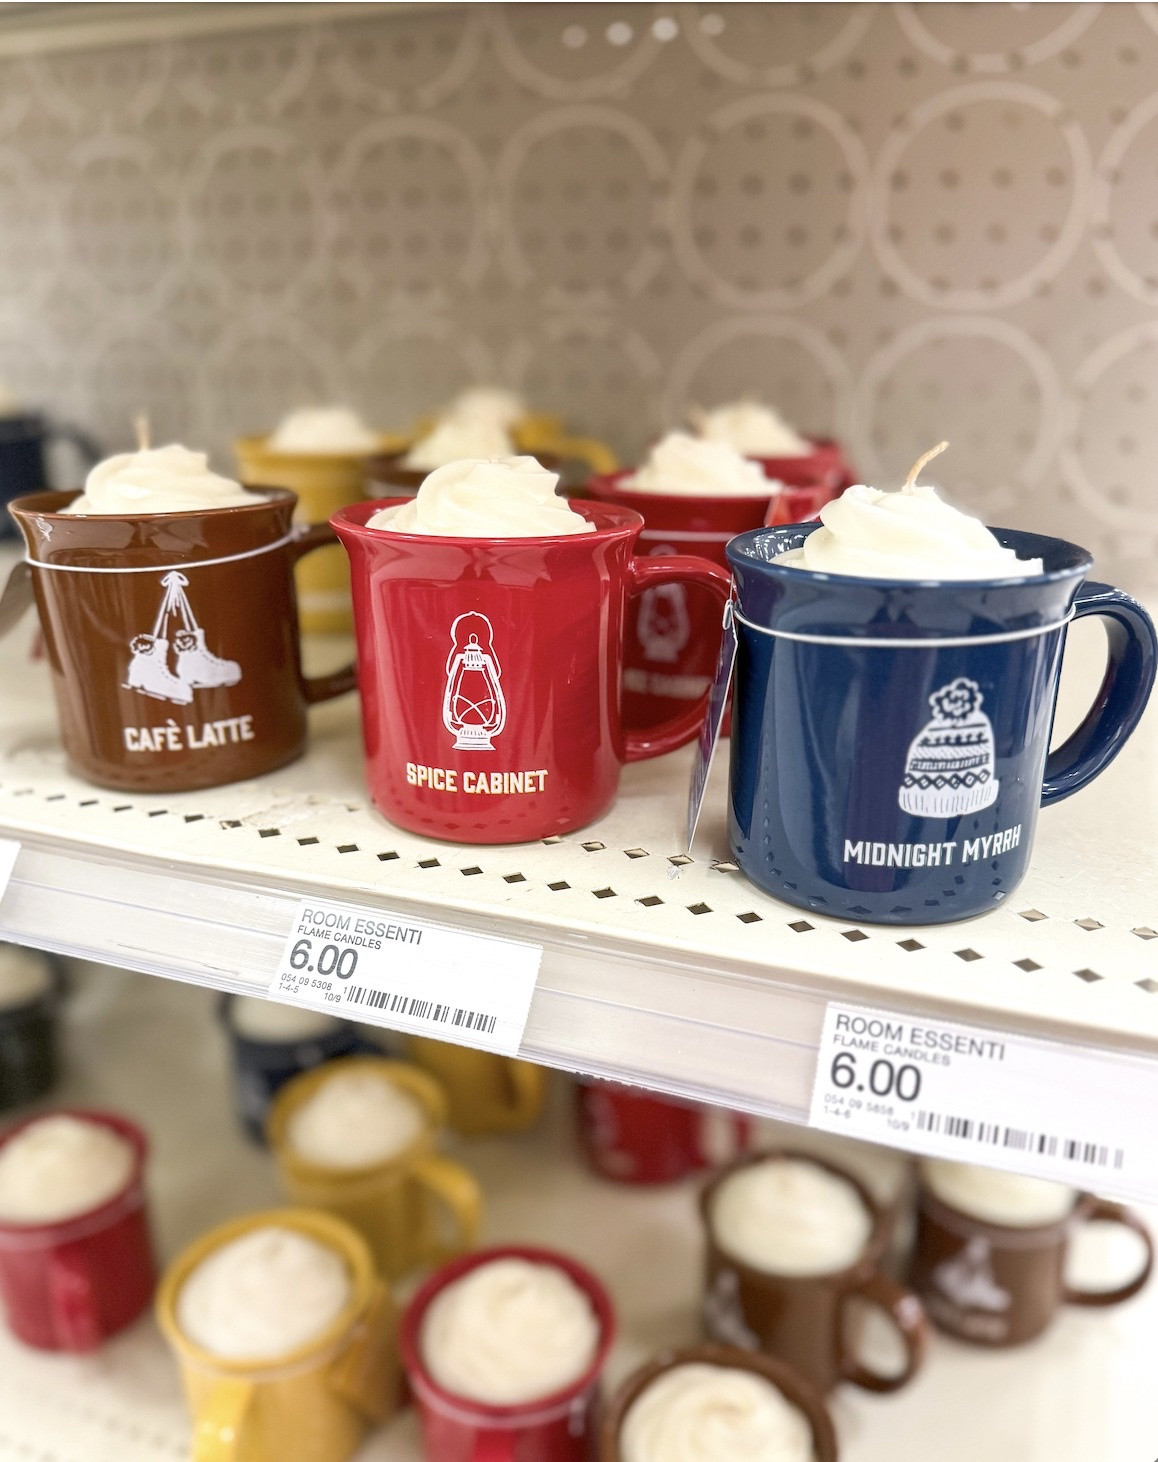 CAFÈ LATTE
SPICE CABINET
MIDNIGHT MYRRH
ROOM ESSENTI
FLAME CANDLES
6.00
054 09 5308
1-4-5 10/9
ROOM ESSENTI
FLAME CANDLES
6.00
054 09 5858
1-4-6 10/9